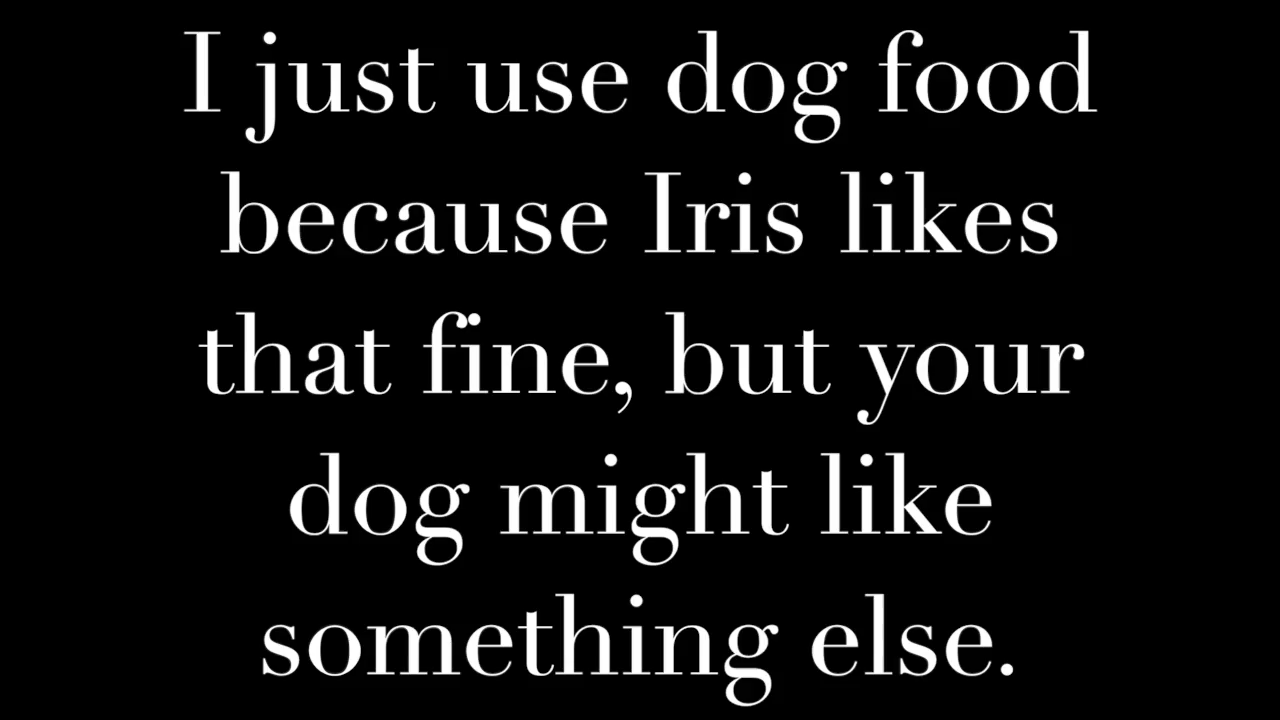 I just use dog food
because Iris likes
that fine, but your
dog might like
something else.